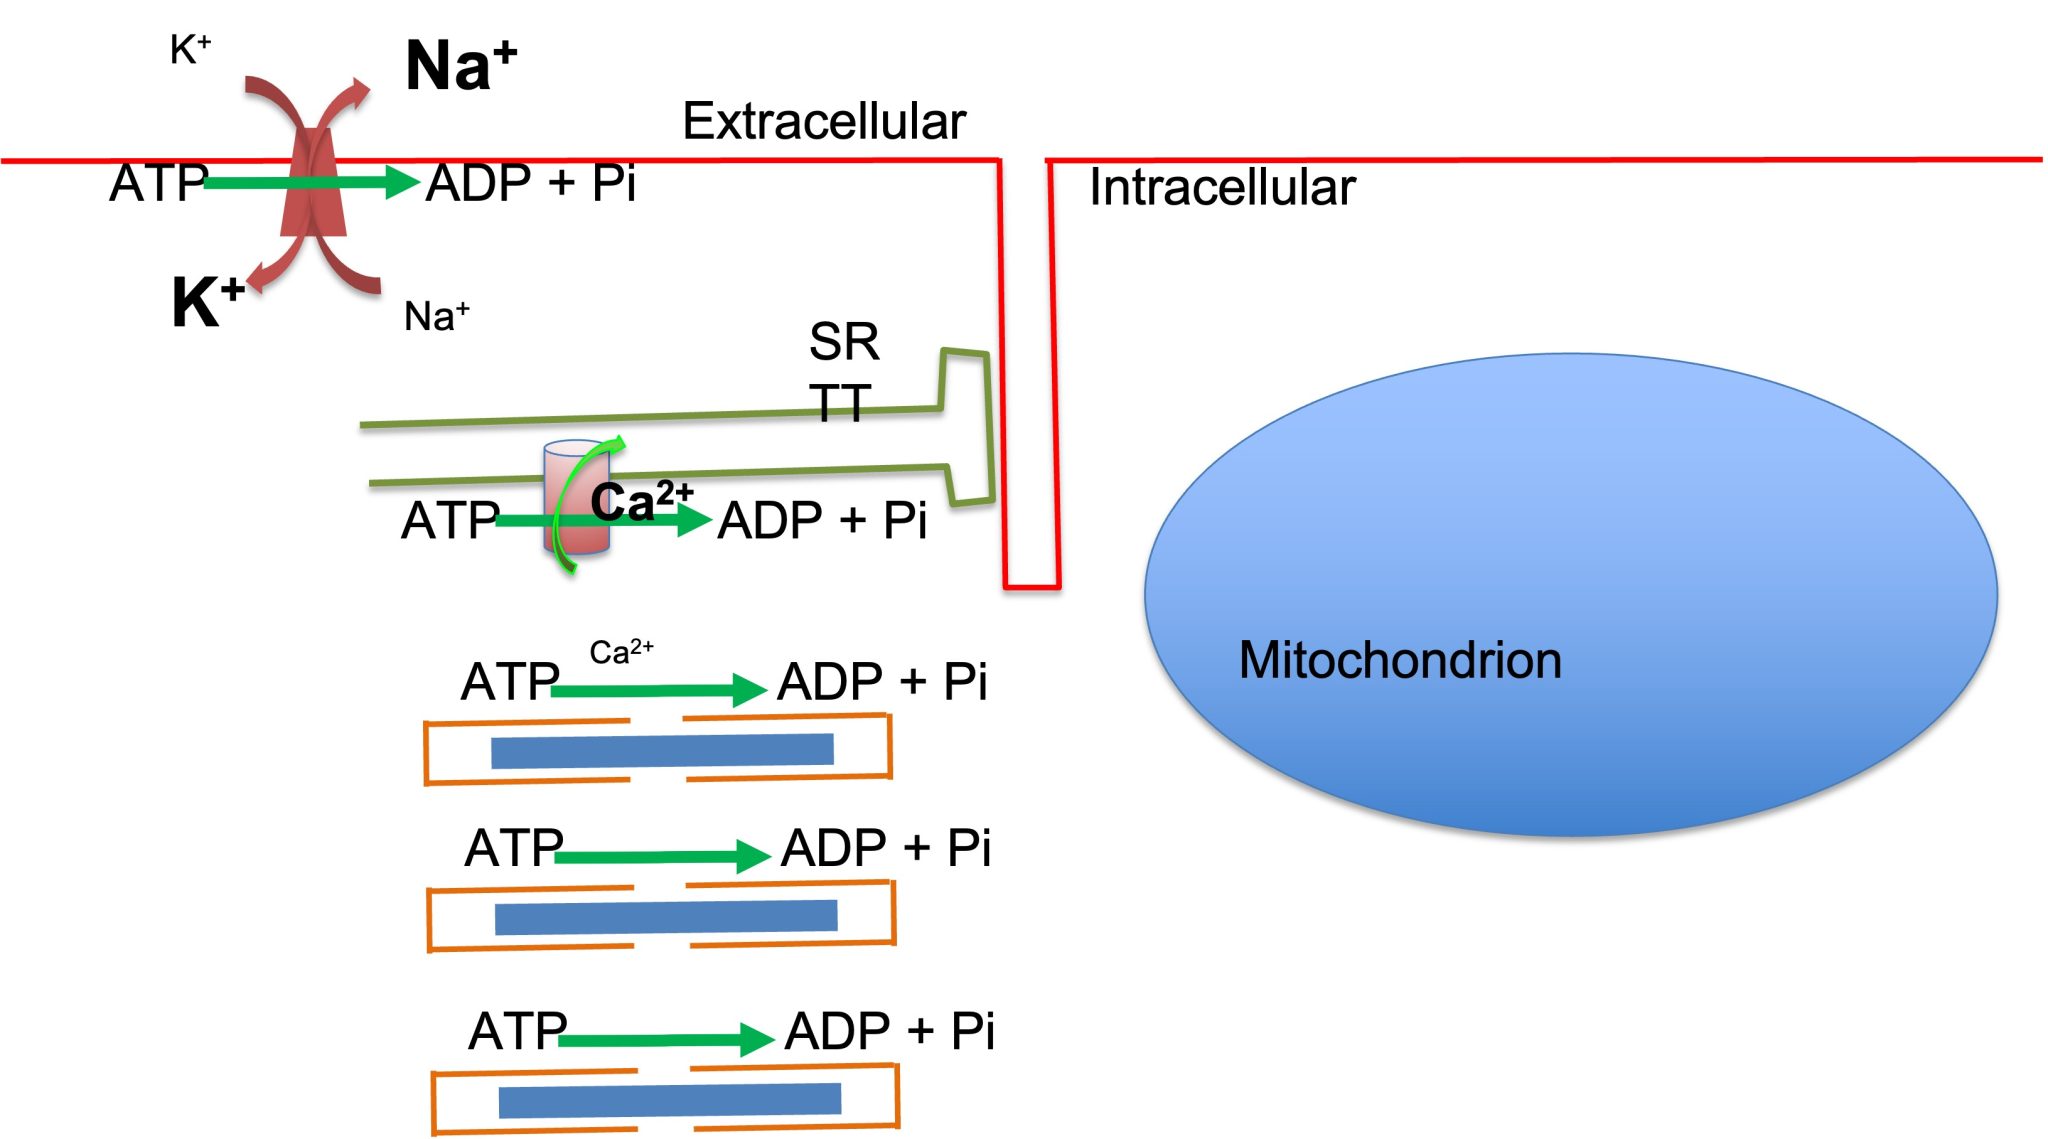 K⁺
Na⁺
Extracellular
ATP
ADP + Pi
Intracellular
K⁺
Na⁺
SR
TT
Ca²⁺
ATP
ADP + Pi
Ca²⁺
ATP
ADP + Pi
Mitochondrion
ATP
ADP + Pi
ATP
ADP + Pi